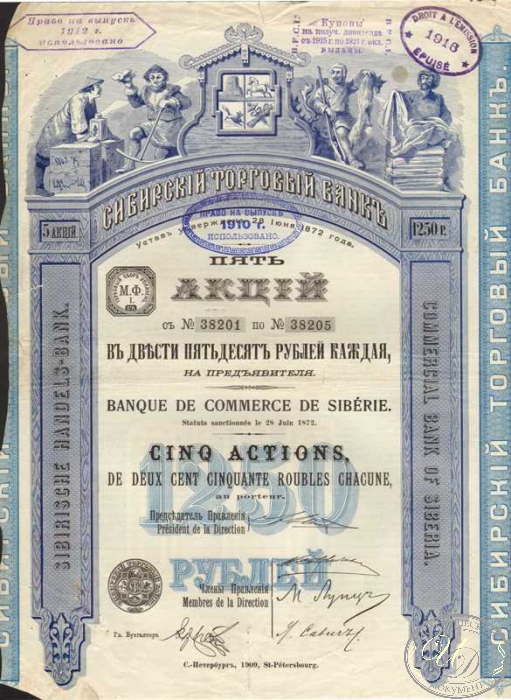 Право на выпускъ
1912 г.
использовано
Купоны
на получ. дивиденда
съ 1915 г. по 1824 г. вкл.
выданы.
DROIT A L'ÉMISSION
1916
ÉPUISÉ
СИБИРСКІЙ ТОРГОВЫЙ БАНКЪ
5 АКЦІЙ
1250 Р.
Уставъ Утвержденъ 28 Іюня 1872 года.
ПРАВО НА ВЫПУСКЪ
1910 г.
ИСПОЛЬЗОВАНО.
ПЯТЬ
АКЦІЙ
М.Ф.
I.
съ № 38201 по № 38205
ВЪ ДВѢСТИ ПЯТЬДЕСЯТЪ РУБЛЕЙ КАЖДАЯ,
НА ПРЕДЪЯВИТЕЛЯ.
BANQUE DE COMMERCE DE SIBÉRIE.
Statuts sanctionnés le 28 Juin 1872.
CINQ ACTIONS,
DE DEUX CENT CINQUANTE ROUBLES CHACUNE,
au porteur.
1250
РУБЛЕЙ
Предсѣдатель Правленія
Président de la Direction
Члены Правленія
Membres de la Direction
Гл. Бухгалтеръ
С.-Петербургъ, 1909, St-Pétersbourg.
SIBIRISCHE HANDELS-BANK.
COMMERCIAL BANK OF SIBERIA.
СИБИРСКІЙ ТОРГОВЫЙ БАНКЪ